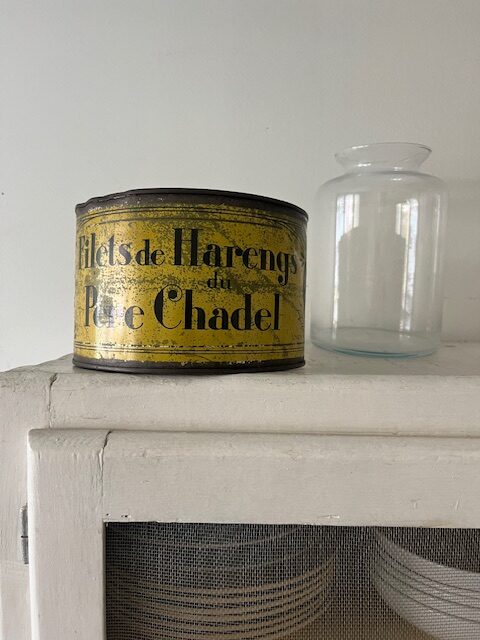 Filets de Harengs
du
Père Chadel